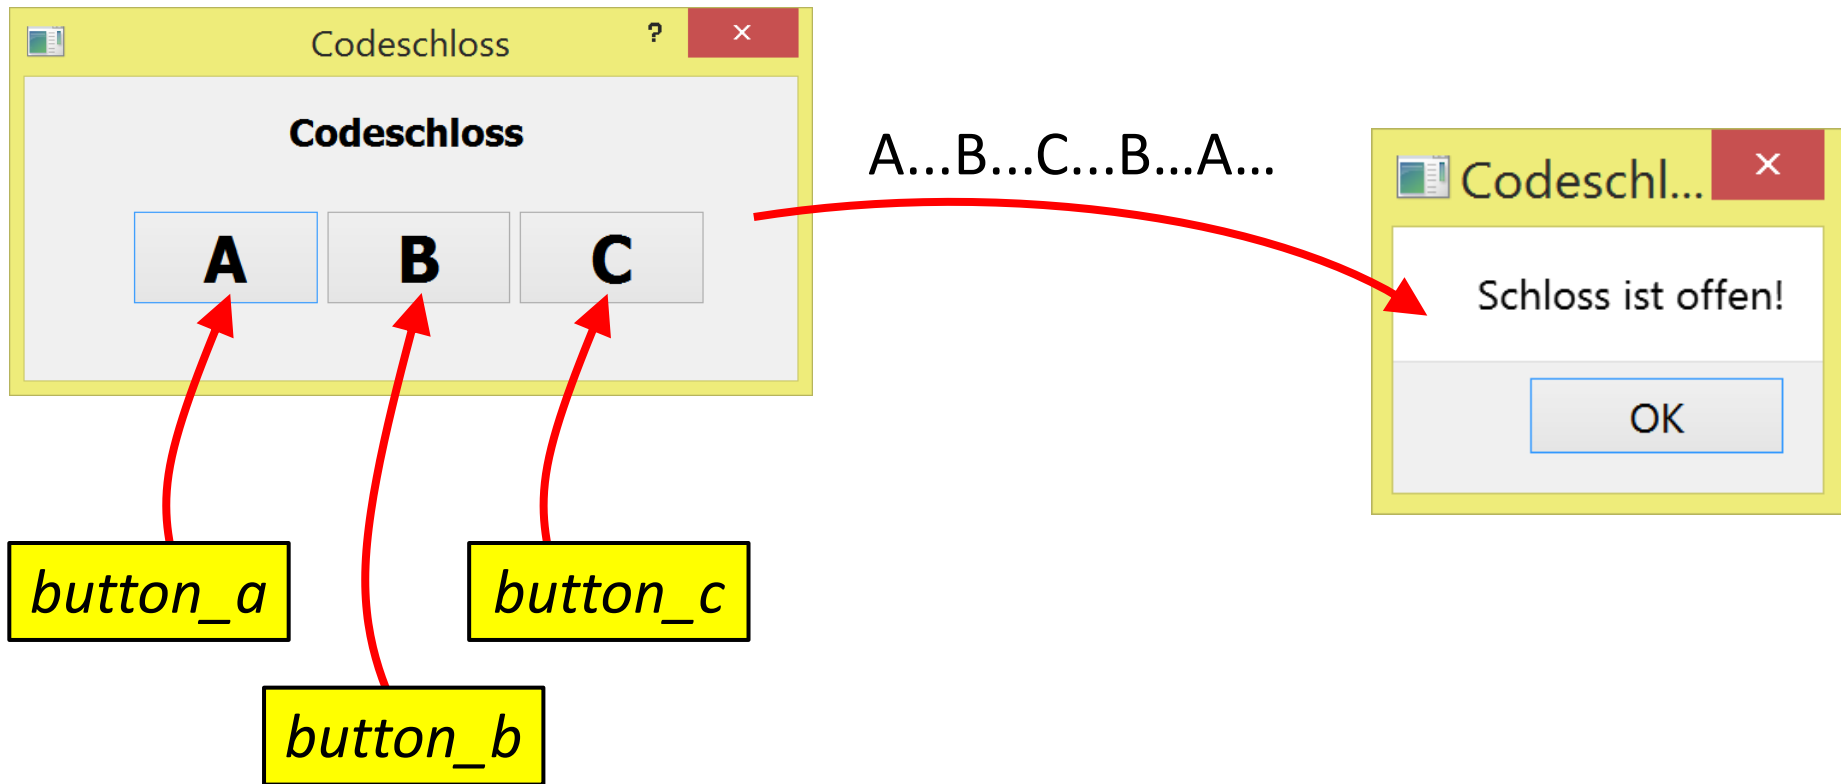 Codeschloss ? x
Codeschloss
A B C
A...B...C...B...A...
Codeschl... x
Schloss ist offen!
OK
button_a
button_c
button_b